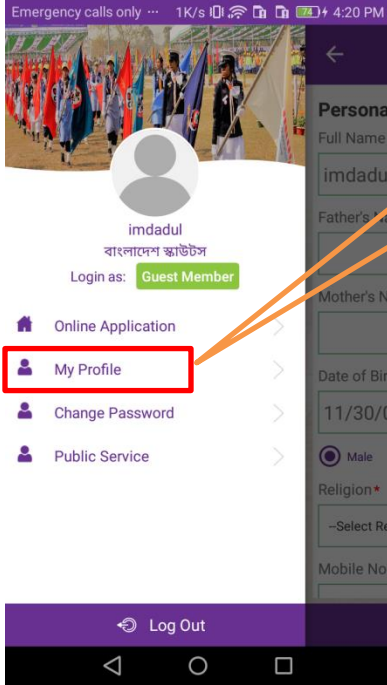 Emergency calls only ··· 1K/s 74 4:20 PM
imdadul
বাংলাদেশ স্কাউটস
Login as: Guest Member
Online Application
My Profile
Change Password
Public Service
Log Out
Persona
Full Name
imdadu
Father's Na
Mother's N
Date of Bir
11/30/0
Male
Religion*
--Select Re
Mobile No